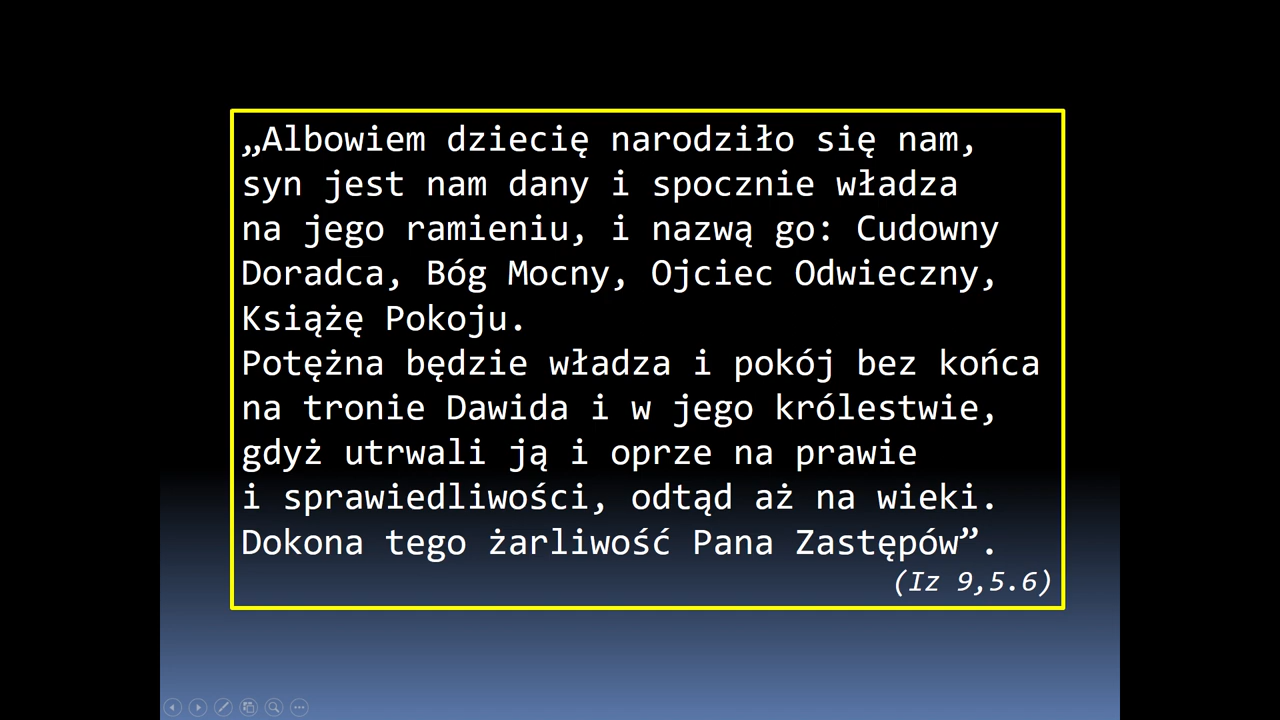 „Albowiem dziecię narodziło się nam,
syn jest nam dany i spocznie władza
na jego ramieniu, i nazwą go: Cudowny
Doradca, Bóg Mocny, Ojciec Odwieczny,
Książę Pokoju.
Potężna będzie władza i pokój bez końca
na tronie Dawida i w jego królestwie,
gdyż utrwali ją i oprze na prawie
i sprawiedliwości, odtąd aż na wieki.
Dokona tego żarliwość Pana Zastępów”.
(Iz 9,5.6)